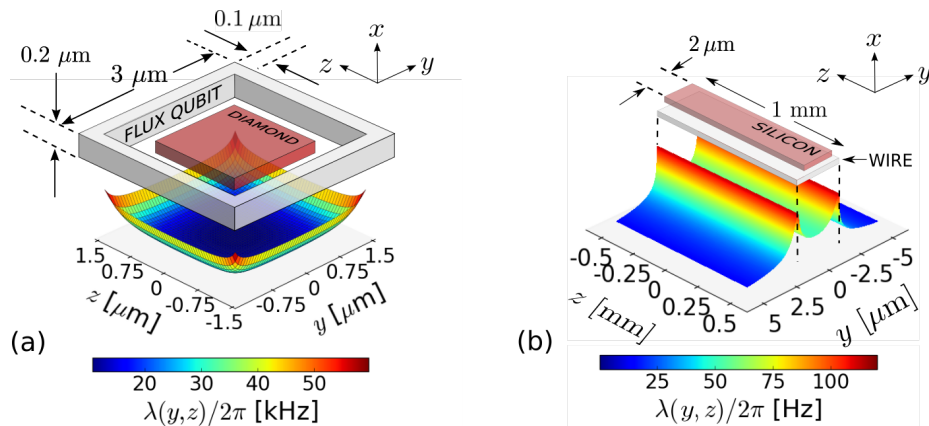 0.1 μm
0.2 μm
3 μm
x
z
y
FLUX QUBIT
DIAMOND
1.5
0.75
0
-0.75
-1.5
z [μm]
1.5
0.75
0
-0.75
y [μm]
(a)
20
30
40
50
λ(y,z)/2π [kHz]
2 μm
x
z
y
1 mm
SILICON
WIRE
-0.5
-0.25
0
0.25
0.5
z [mm]
-5
-2.5
0
2.5
5
y [μm]
(b)
25
50
75
100
λ(y, z)/2π [Hz]